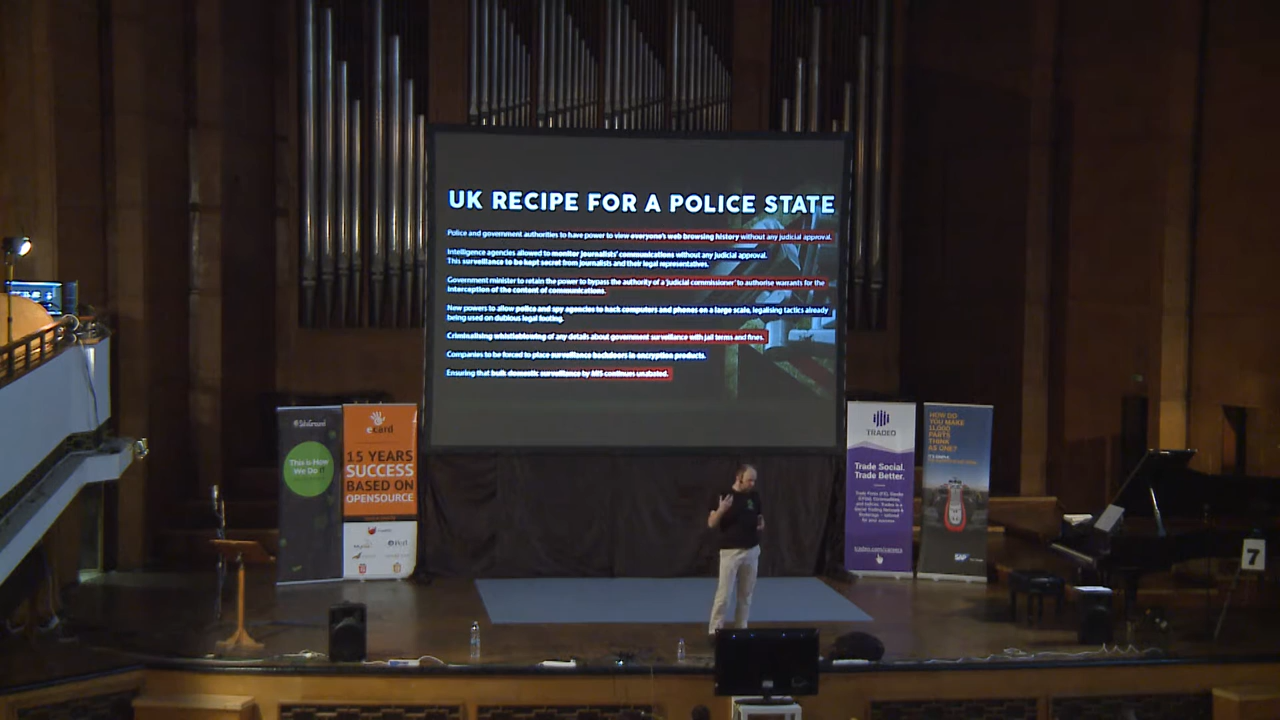 UK RECIPE FOR A POLICE STATE
Police and government authorities to have power to view everyone's web browsing history without any judicial approval.
Intelligence agencies allowed to monitor journalists' communications without any judicial approval.
This surveillance to be kept secret from journalists and their legal representatives.
Government minister to retain the power to bypass the authority of a 'judicial commissioner' to authorise warrants for the
interception of the content of communications.
New powers to allow police and spy agencies to hack computers and phones on a large scale, legalising tactics already
being used on dubious legal footing.
Criminalising whistleblowing of any details about government surveillance with jail terms and fines.
Companies to be forced to place surveillance backdoors in encryption products.
Ensuring that bulk domestic surveillance by MI5 continues unabated.
This is How
We Do
ecard
15 YEARS
SUCCESS
BASED ON
OPENSOURCE
TRADEO
Trade Social.
Trade Better.
tradeo.com/careers
HOW DO
YOU MAKE
PARTS
THINK
AS ONE?
SAP
7